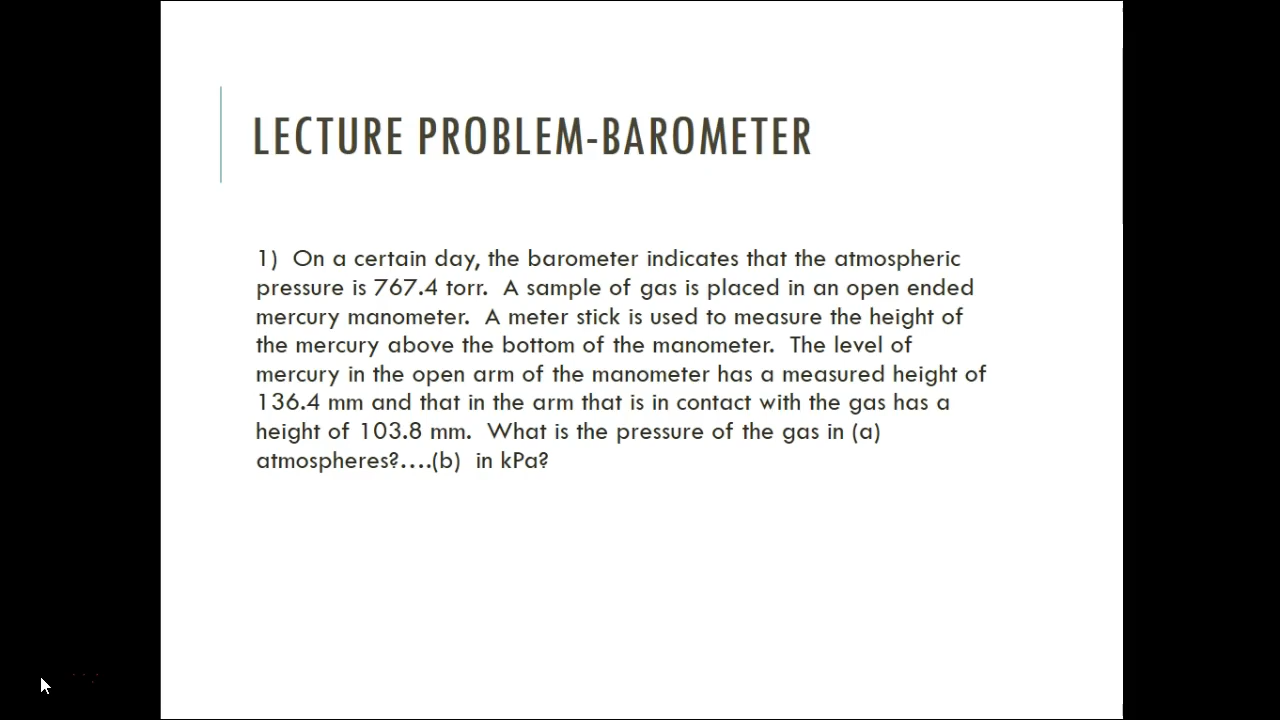 LECTURE PROBLEM-BAROMETER
1) On a certain day, the barometer indicates that the atmospheric
pressure is 767.4 torr. A sample of gas is placed in an open ended
mercury manometer. A meter stick is used to measure the height of
the mercury above the bottom of the manometer. The level of
mercury in the open arm of the manometer has a measured height of
136.4 mm and that in the arm that is in contact with the gas has a
height of 103.8 mm. What is the pressure of the gas in (a)
atmospheres?....(b) in kPa?